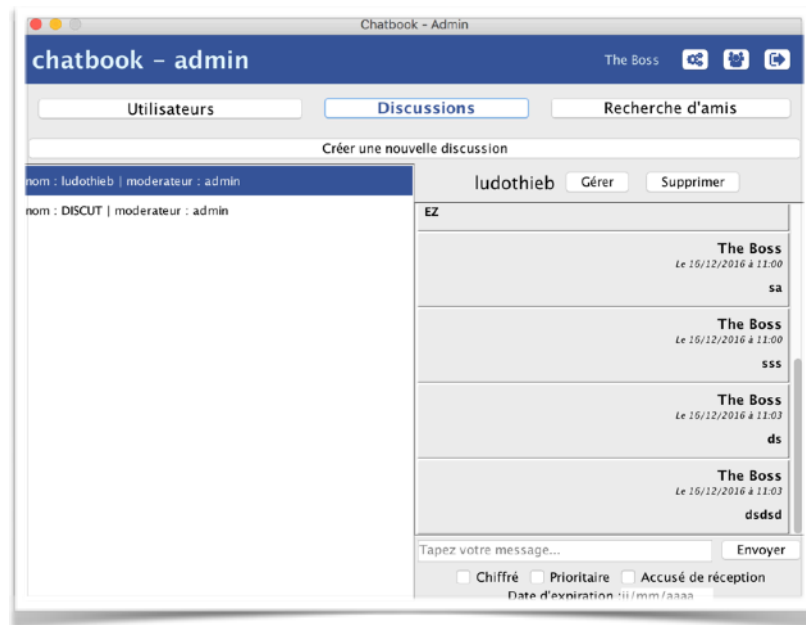 Chatbook - Admin
chatbook - admin
The Boss
Utilisateurs
Discussions
Recherche d'amis
Créer une nouvelle discussion
nom : ludothieb | moderateur : admin
nom : DISCUT | moderateur : admin
ludothieb
Gérer
Supprimer
EZ
The Boss
Le 16/12/2016 à 11:00
sa
The Boss
Le 16/12/2016 à 11:00
sss
The Boss
Le 16/12/2016 à 11:03
ds
The Boss
Le 16/12/2016 à 11:03
dsdsd
Tapez votre message...
Envoyer
Chiffré
Prioritaire
Accusé de réception
Date d'expiration :jj/mm/aaaa